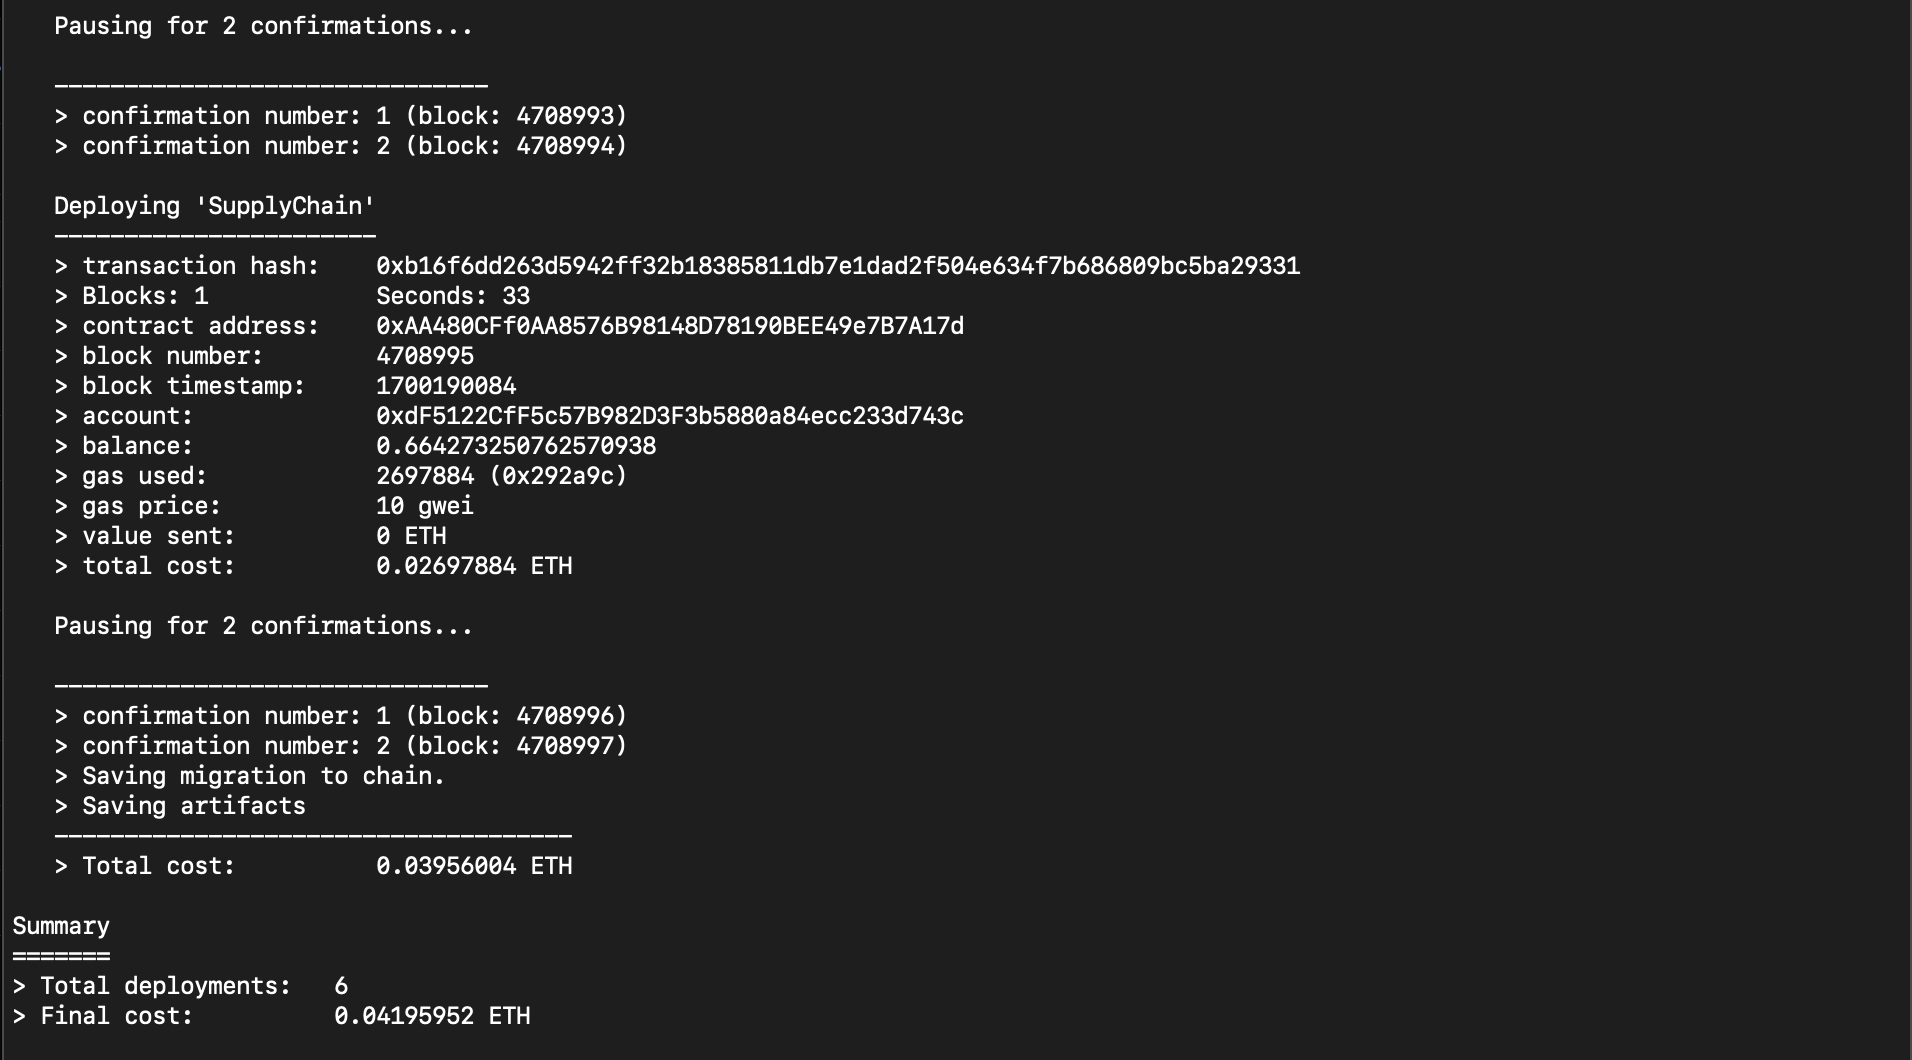 Pausing for 2 confirmations...
-------------------------------
> confirmation number: 1 (block: 4708993)
> confirmation number: 2 (block: 4708994)
Deploying 'SupplyChain'
-----------------------
> transaction hash:    0xb16f6dd263d5942ff32b18385811db7e1dad2f504e634f7b686809bc5ba29331
> Blocks: 1            Seconds: 33
> contract address:    0xAA480CFf0AA8576B98148D78190BEE49e7B7A17d
> block number:        4708995
> block timestamp:     1700190084
> account:             0xdF5122CfF5c57B982D3F3b5880a84ecc233d743c
> balance:             0.664273250762570938
> gas used:            2697884 (0x292a9c)
> gas price:           10 gwei
> value sent:          0 ETH
> total cost:          0.02697884 ETH
Pausing for 2 confirmations...
-------------------------------
> confirmation number: 1 (block: 4708996)
> confirmation number: 2 (block: 4708997)
> Saving migration to chain.
> Saving artifacts
-------------------------------------
> Total cost:          0.03956004 ETH
Summary
=======
> Total deployments:   6
> Final cost:          0.04195952 ETH